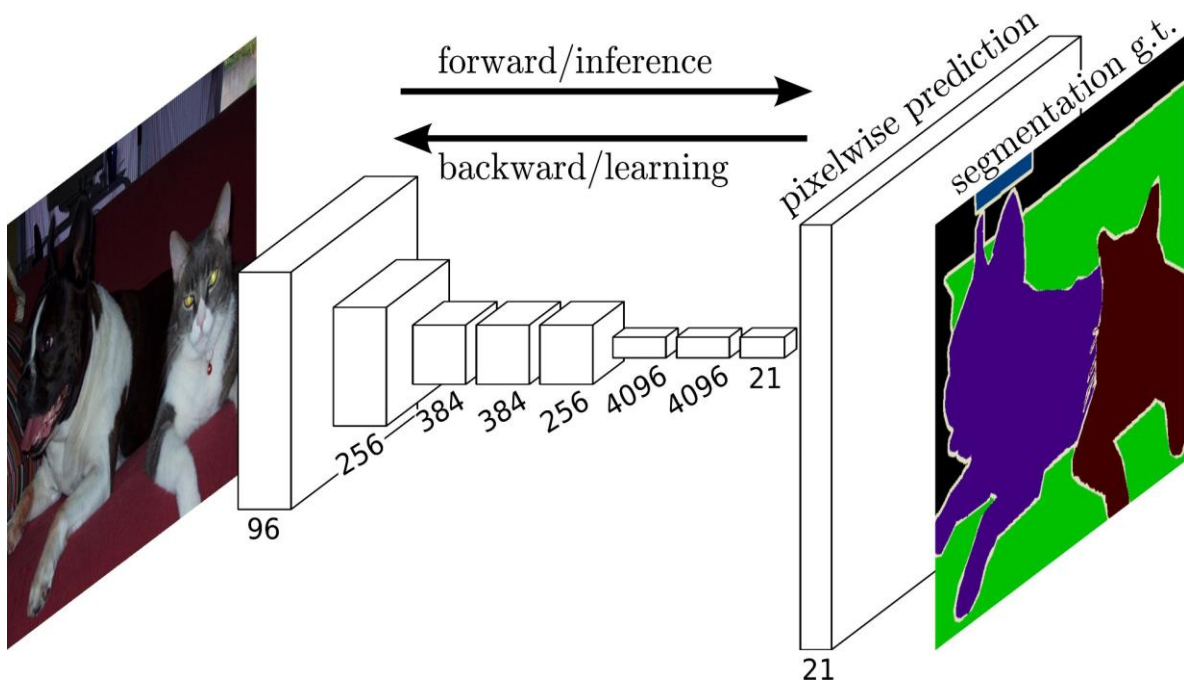 forward/inference
backward/learning
pixelwise prediction
segmentation g.t.
96
256
384
384
256
4096
4096
21
21